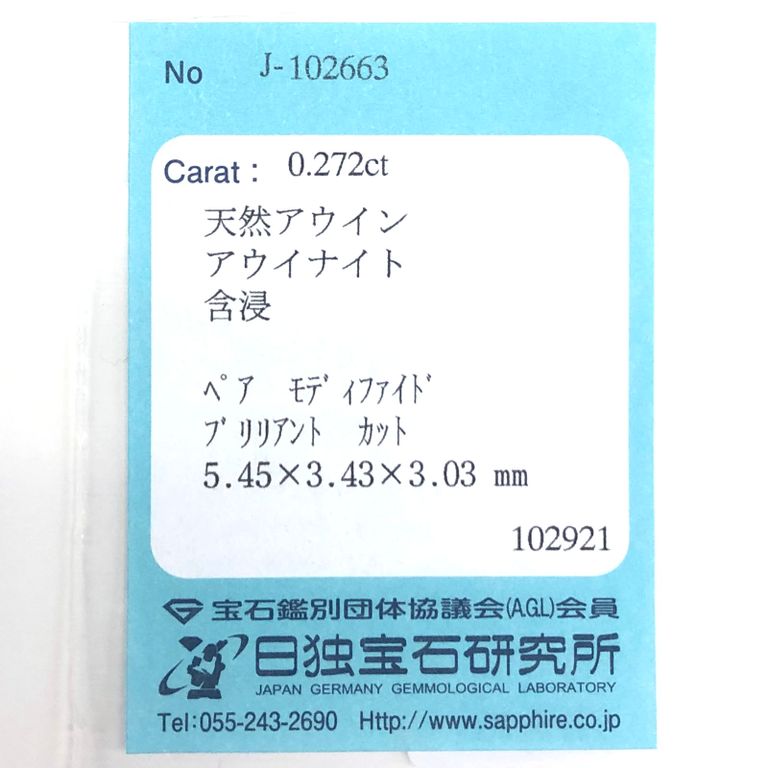 No J-102663
Carat : 0.272ct
天然アウイン
アウイナイト
含浸
ﾍﾟア ﾓﾃﾞｨﾌｧｲﾄﾞ
ﾌﾞﾘﾘｱﾝﾄ ｶｯﾄ
5.45×3.43×3.03 mm
102921
宝石鑑別団体協議会(A.G.L)会員
日独宝石研究所
JAPAN GERMANY GEMMOLOGICAL LABORATORY
Tel:055-243-2690 Http://www.sapphire.co.jp